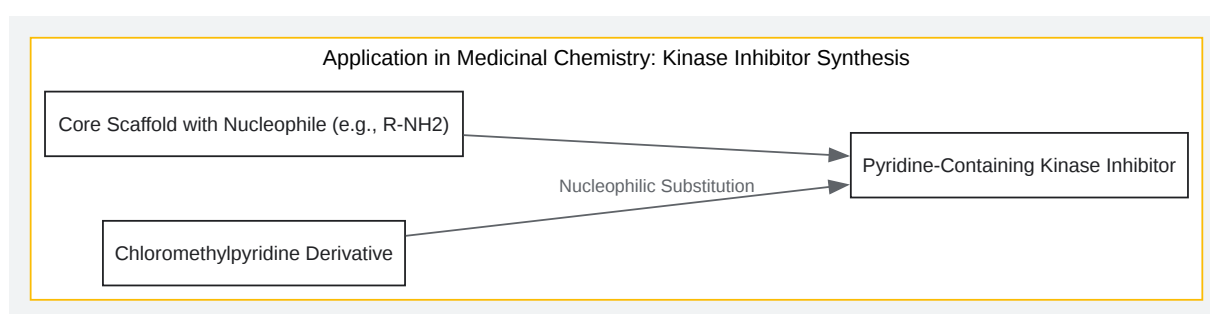 Application in Medicinal Chemistry: Kinase Inhibitor Synthesis
Core Scaffold with Nucleophile (e.g., R-NH2)
Pyridine-Containing Kinase Inhibitor
Nucleophilic Substitution
Chloromethylpyridine Derivative